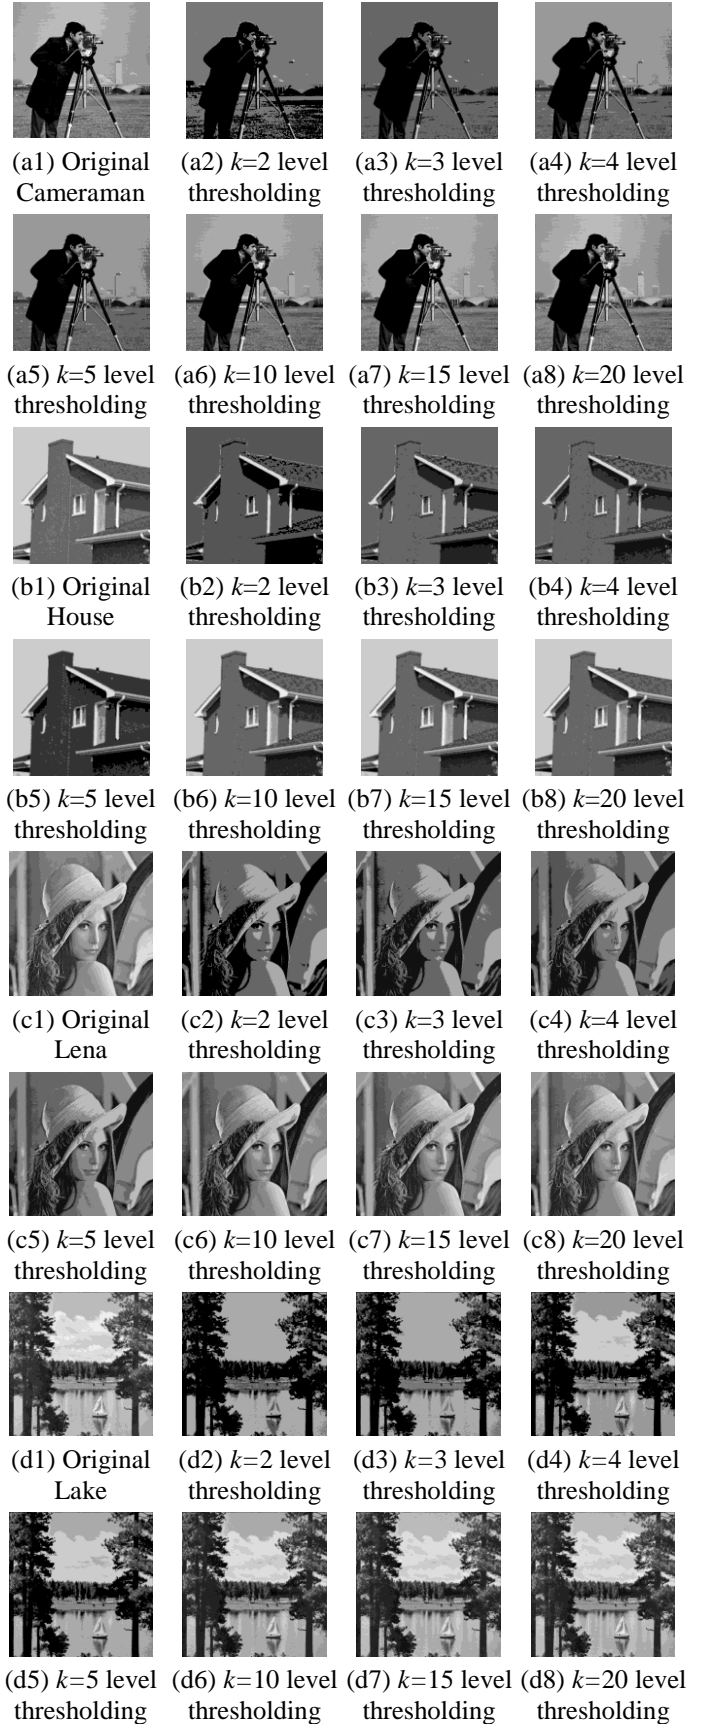 (a1) Original Cameraman
(a2) k=2 level thresholding
(a3) k=3 level thresholding
(a4) k=4 level thresholding
(a5) k=5 level thresholding
(a6) k=10 level thresholding
(a7) k=15 level thresholding
(a8) k=20 level thresholding
(b1) Original House
(b2) k=2 level thresholding
(b3) k=3 level thresholding
(b4) k=4 level thresholding
(b5) k=5 level thresholding
(b6) k=10 level thresholding
(b7) k=15 level thresholding
(b8) k=20 level thresholding
(c1) Original Lena
(c2) k=2 level thresholding
(c3) k=3 level thresholding
(c4) k=4 level thresholding
(c5) k=5 level thresholding
(c6) k=10 level thresholding
(c7) k=15 level thresholding
(c8) k=20 level thresholding
(d1) Original Lake
(d2) k=2 level thresholding
(d3) k=3 level thresholding
(d4) k=4 level thresholding
(d5) k=5 level thresholding
(d6) k=10 level thresholding
(d7) k=15 level thresholding
(d8) k=20 level thresholding